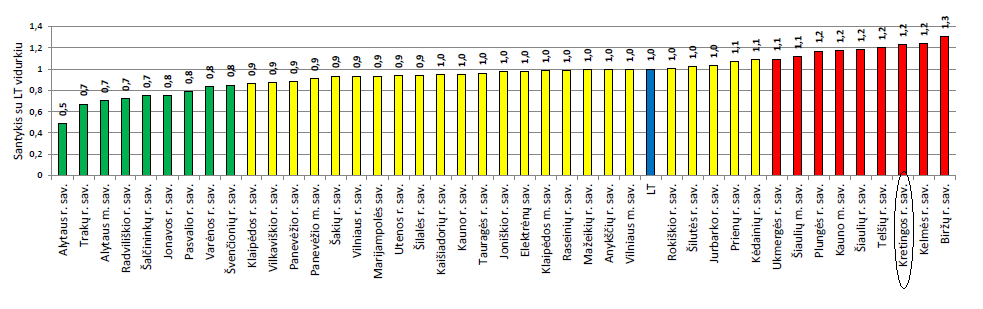 Santykis su LT vidurkiu
1,4
1,2
1
0,8
0,6
0,4
0,2
0
0,5
0,7
0,7
0,7
0,7
0,8
0,8
0,8
0,8
0,9
0,9
0,9
0,9
0,9
0,9
0,9
0,9
0,9
1,0
1,0
1,0
1,0
1,0
1,0
1,0
1,0
1,0
1,0
1,0
1,0
1,0
1,0
1,1
1,1
1,1
1,1
1,2
1,2
1,2
1,2
1,2
1,2
1,3
Alytaus r. sav.
Trakų r. sav.
Alytaus m. sav.
Radviliškio r. sav.
Šalčininkų r. sav.
Jonavos r. sav.
Pasvalio r. sav.
Varėnos r. sav.
Švenčionių r. sav.
Klaipėdos r. sav.
Vilkaviškio r. sav.
Panevėžio r. sav.
Panevėžio m. sav.
Šakių r. sav.
Vilniaus r. sav.
Marijampolės sav.
Utenos r. sav.
Šilalės r. sav.
Kaišiadorių r. sav.
Kauno r. sav.
Tauragės r. sav.
Joniškio r. sav.
Elektrėnų sav.
Klaipėdos m. sav.
Raseinių r. sav.
Mažeikių r. sav.
Anykščių r. sav.
Vilniaus m. sav.
LT
Rokiškio r. sav.
Šilutės r. sav.
Jurbarko r. sav.
Prienų r. sav.
Kėdainių r. sav.
Ukmergės r. sav.
Šiaulių m. sav.
Plungės r. sav.
Kauno m. sav.
Šiaulių r. sav.
Telšių r. sav.
Kretingos r. sav.
Kelmės r. sav.
Biržų r. sav.